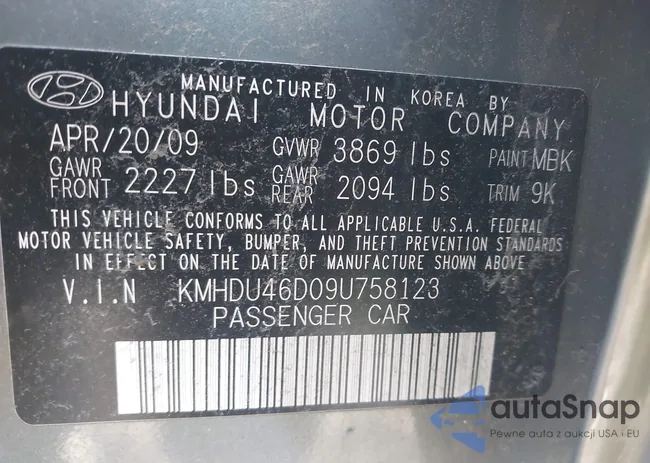 MANUFACTURED IN KOREA BY
HYUNDAI MOTOR COMPANY
APR/20/09 GVWR 3869 lbs PAINT MBK
GAWR FRONT 2227 lbs GAWR REAR 2094 lbs TRIM 9K
THIS VEHICLE CONFORMS TO ALL APPLICABLE U.S.A. FEDERAL
MOTOR VEHICLE SAFETY, BUMPER, AND THEFT PREVENTION STANDARDS
IN EFFECT ON THE DATE OF MANUFACTURE SHOWN ABOVE
V.I.N KMHDU46D09U758123
PASSENGER CAR
autaSnap
Pewne auta z aukcji USA i EU